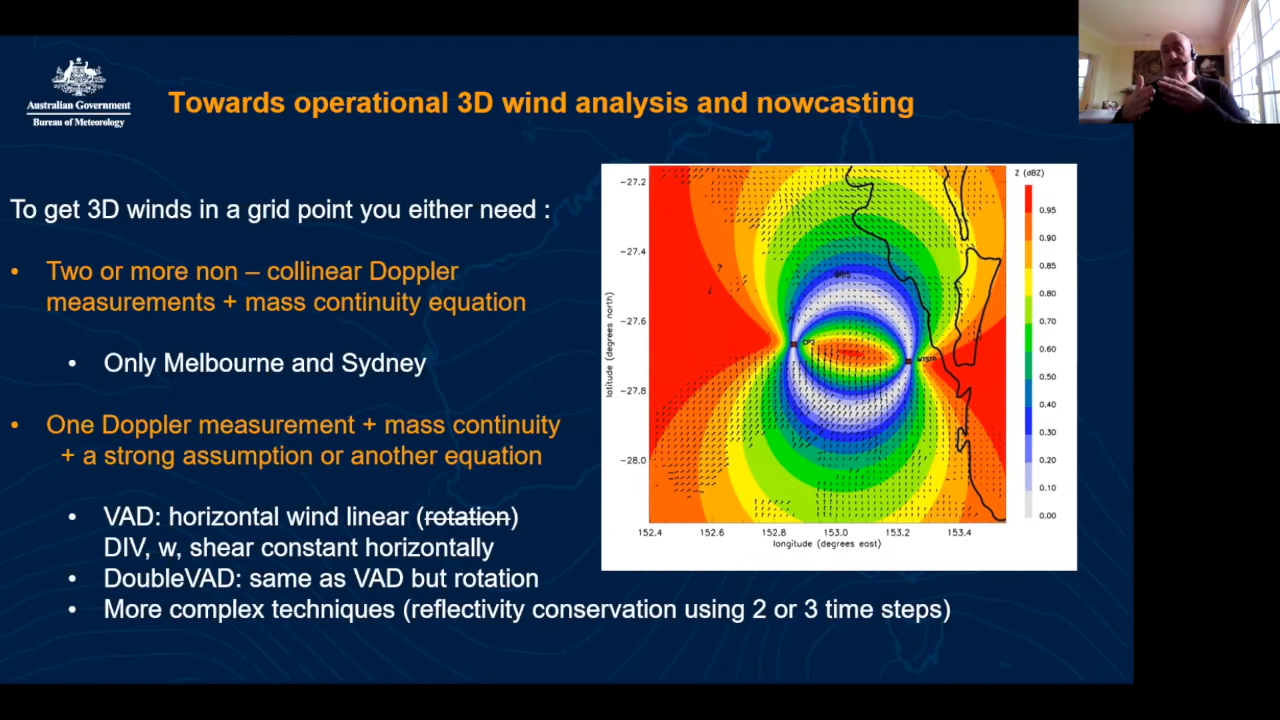 Australian Government
Bureau of Meteorology
Towards operational 3D wind analysis and nowcasting
To get 3D winds in a grid point you either need :
• Two or more non – collinear Doppler
measurements + mass continuity equation
• Only Melbourne and Sydney
• One Doppler measurement + mass continuity
+ a strong assumption or another equation
• VAD: horizontal wind linear (rotation)
DIV, w, shear constant horizontally
• DoubleVAD: same as VAD but rotation
• More complex techniques (reflectivity conservation using 2 or 3 time steps)
Z (dBZ)
0.95
0.90
0.85
0.80
0.70
0.60
0.50
0.40
0.30
0.20
0.10
0.00
latitude (degrees north)
−27.2
−27.4
−27.6
−27.8
−28.0
CP2
152.4 152.6 152.8 153.0 153.2 153.4
longitude (degrees east)